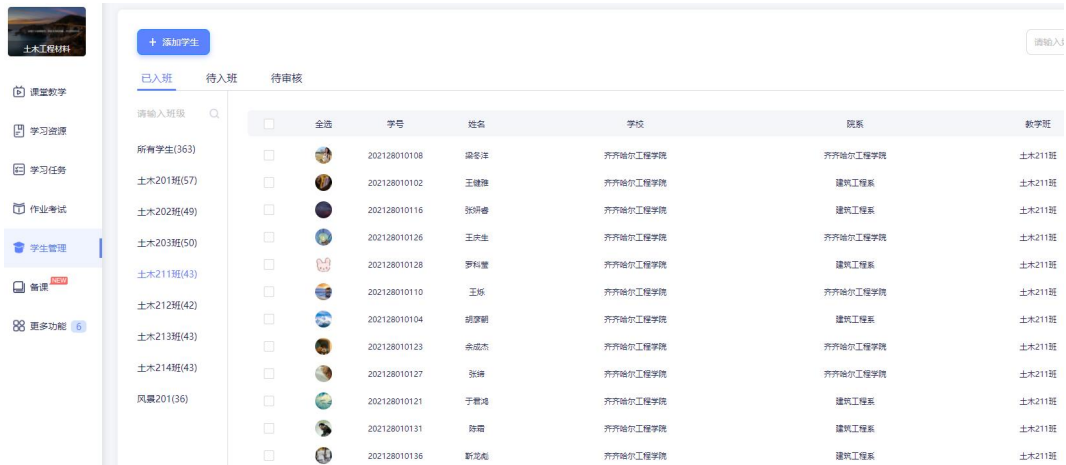 土木工程材料
课堂教学
学习资源
学习任务
作业考试
学生管理
备课 NEW
更多功能 6
+ 添加学生
请输入
已入班 待入班 待审核
请输入班级
所有学生(363)
土木201班(57)
土木202班(49)
土木203班(50)
土木211班(43)
土木212班(42)
土木213班(43)
土木214班(43)
风景201(36)
全选 学号 姓名 学校 院系 教学班
202128010108 梁冬洋 齐齐哈尔工程学院 齐齐哈尔工程学院 土木211班
202128010102 王健雅 齐齐哈尔工程学院 建筑工程系 土木211班
202128010116 张妍睿 齐齐哈尔工程学院 建筑工程系 土木211班
202128010126 王庆生 齐齐哈尔工程学院 齐齐哈尔工程学院 土木211班
202128010128 罗科莹 齐齐哈尔工程学院 建筑工程系 土木211班
202128010110 王烁 齐齐哈尔工程学院 齐齐哈尔工程学院 土木211班
202128010104 胡彦朝 齐齐哈尔工程学院 建筑工程系 土木211班
202128010123 余成杰 齐齐哈尔工程学院 齐齐哈尔工程学院 土木211班
202128010127 齐齐哈尔工程学院 齐齐哈尔工程学院 土木211班
202128010121 于君鸿 齐齐哈尔工程学院 建筑工程系 土木211班
202128010131 陈霜 齐齐哈尔工程学院 建筑工程系 土木211班
202128010136 靳龙彪 齐齐哈尔工程学院 建筑工程系 土木211班